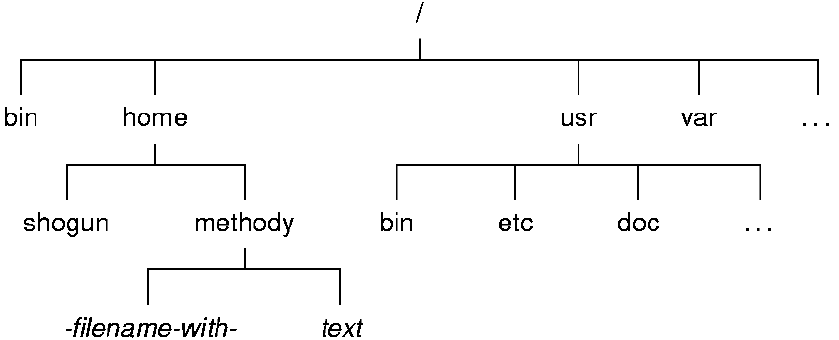 /
bin home usr var ...
shogun methody bin etc doc ...
-filename-with- text